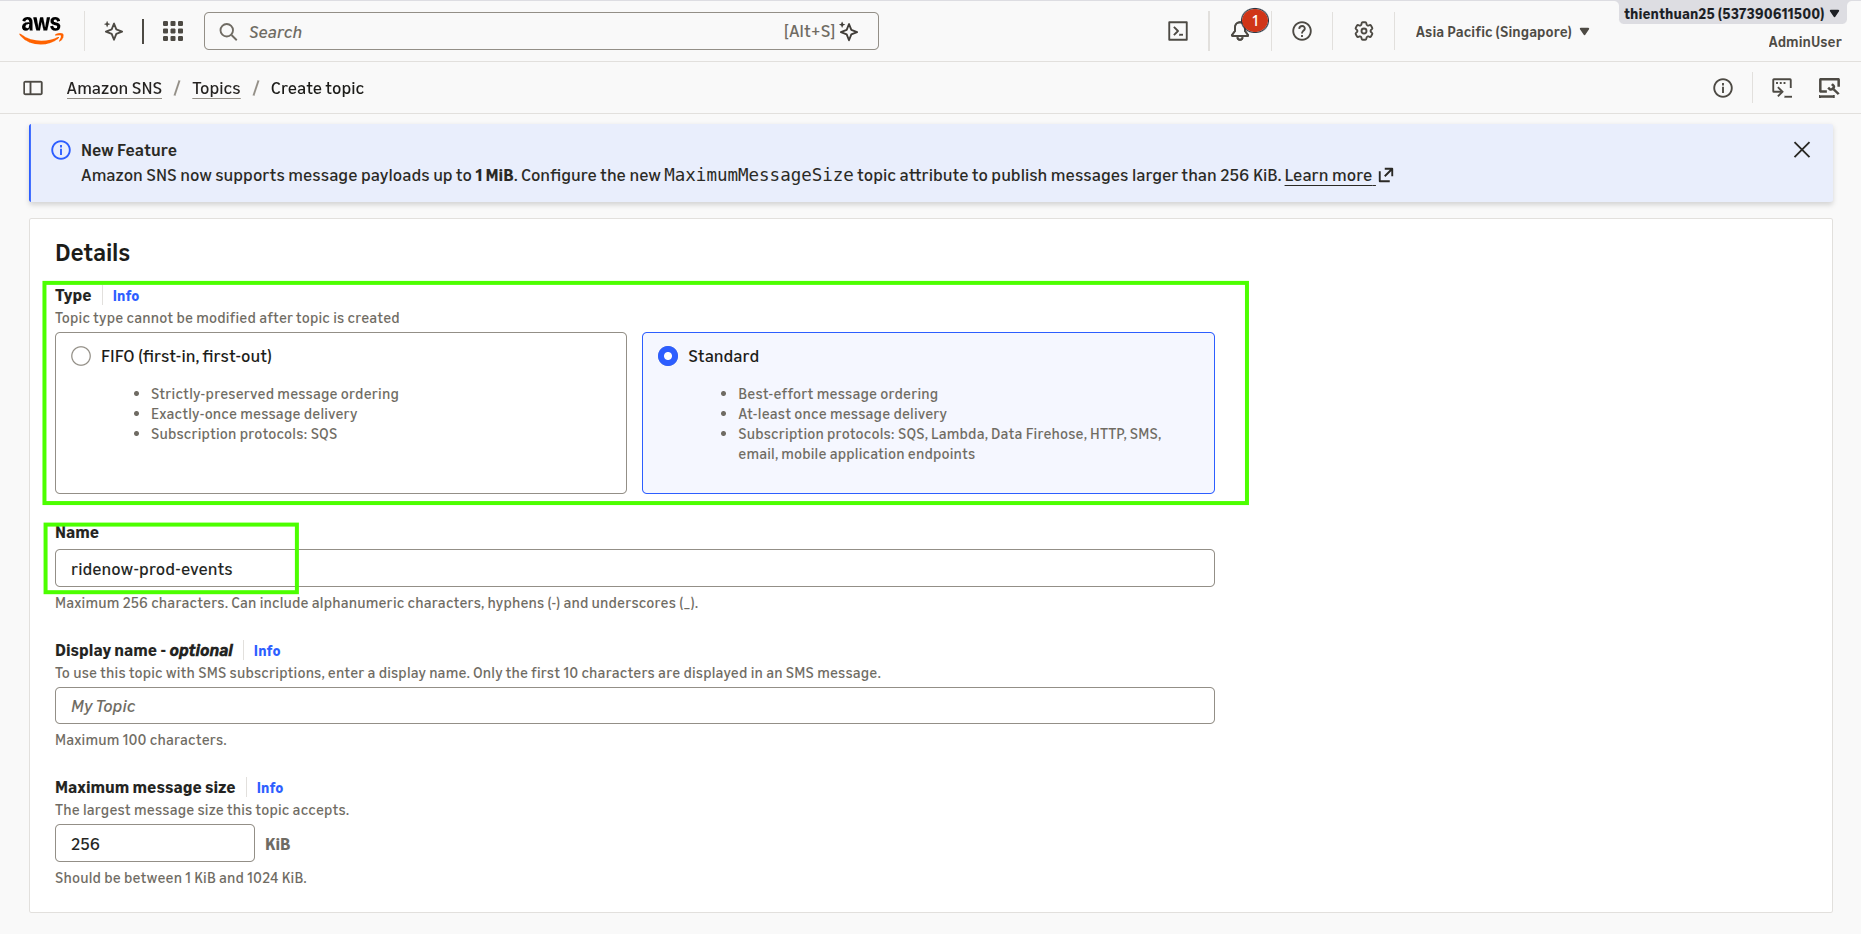 aws
Search [Alt+S]
1
Asia Pacific (Singapore)
thienthuan25 (537390611500)
AdminUser
Amazon SNS / Topics / Create topic
New Feature
Amazon SNS now supports message payloads up to 1 MiB. Configure the new MaximumMessageSize topic attribute to publish messages larger than 256 KiB. Learn more
Details
Type Info
Topic type cannot be modified after topic is created
FIFO (first-in, first-out)
• Strictly-preserved message ordering
• Exactly-once message delivery
• Subscription protocols: SQS
Standard
• Best-effort message ordering
• At-least once message delivery
• Subscription protocols: SQS, Lambda, Data Firehose, HTTP, SMS,
email, mobile application endpoints
Name
ridenow-prod-events
Maximum 256 characters. Can include alphanumeric characters, hyphens (-) and underscores (_).
Display name - optional Info
To use this topic with SMS subscriptions, enter a display name. Only the first 10 characters are displayed in an SMS message.
My Topic
Maximum 100 characters.
Maximum message size Info
The largest message size this topic accepts.
256 KiB
Should be between 1 KiB and 1024 KiB.